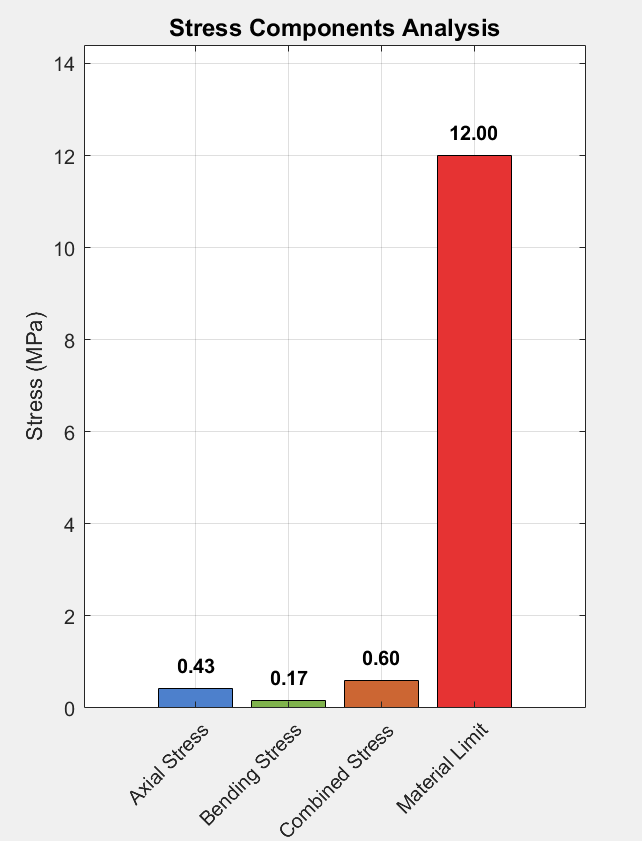 Stress Components Analysis
Stress (MPa)
14
12
10
8
6
4
2
0
0.43
0.17
0.60
12.00
Axial Stress
Bending Stress
Combined Stress
Material Limit